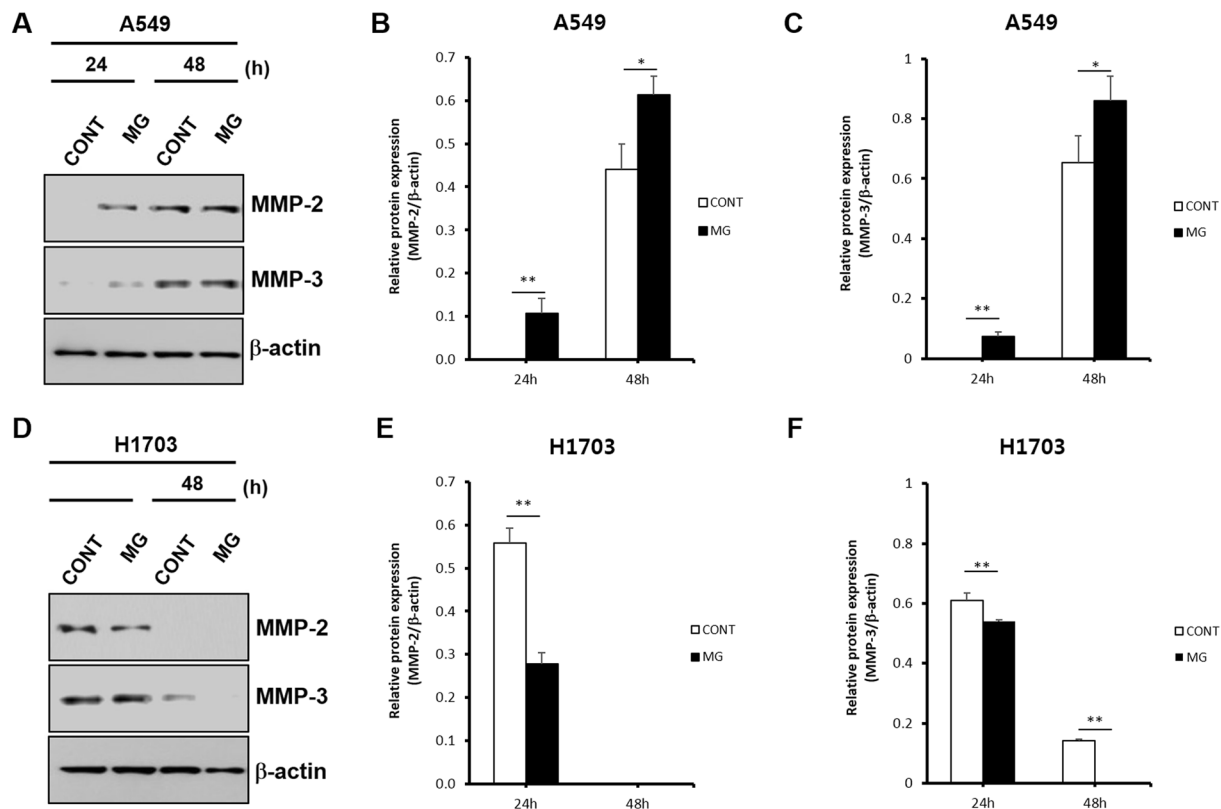 A
A549
24 48 (h)
CONT MG CONT MG
MMP-2
MMP-3
β-actin
B
A549
Relative protein expression
(MMP-2/β-actin)
0.7
0.6
0.5
0.4
0.3
0.2
0.1
0.0
**
*
24h 48h
CONT
MG
C
A549
Relative protein expression
(MMP-3/β-actin)
1
0.8
0.6
0.4
0.2
0
**
*
24h 48h
CONT
MG
D
H1703
48 (h)
CONT MG CONT MG
MMP-2
MMP-3
β-actin
E
H1703
Relative protein expression
(MMP-2/β-actin)
0.7
0.6
0.5
0.4
0.3
0.2
0.1
0.0
**
24h 48h
CONT
MG
F
H1703
Relative protein expression
(MMP-3/β-actin)
1
0.8
0.6
0.4
0.2
0
**
**
24h 48h
CONT
MG